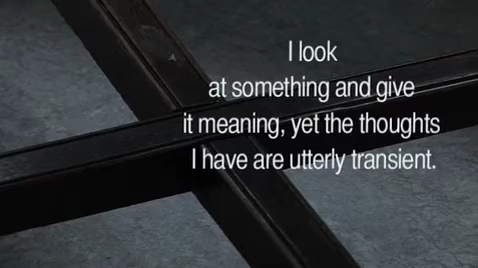 I look
at something and give
it meaning, yet the thoughts
I have are utterly transient.